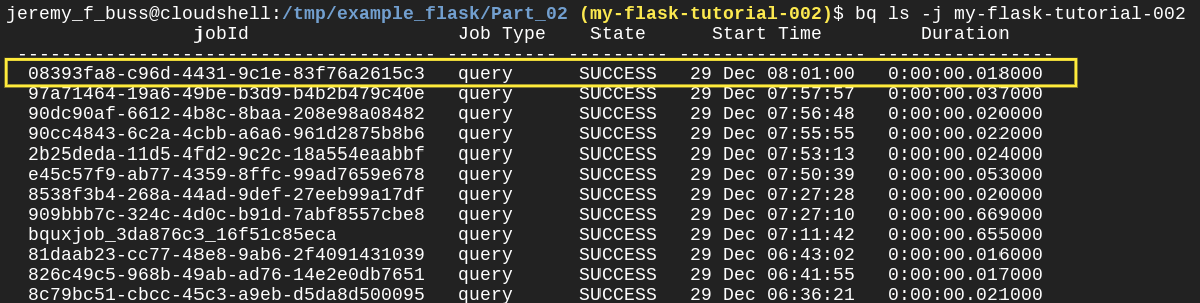 jeremy_f_buss@cloudshell:/tmp/example_flask/Part_02 (my-flask-tutorial-002)$ bq ls -j my-flask-tutorial-002
jobId Job Type State Start Time Duration
-------------------------------------- ---------- --------- ----------------- ----------------
08393fa8-c96d-4431-9c1e-83f76a2615c3 query SUCCESS 29 Dec 08:01:00 0:00:00.018000
97a71464-19a6-49be-b3d9-b4b2b479c40e query SUCCESS 29 Dec 07:57:57 0:00:00.037000
90dc90af-6612-4b8c-8baa-208e98a08482 query SUCCESS 29 Dec 07:56:48 0:00:00.020000
90cc4843-6c2a-4cbb-a6a6-961d2875b8b6 query SUCCESS 29 Dec 07:55:55 0:00:00.022000
2b25deda-11d5-4fd2-9c2c-18a554eaabbf query SUCCESS 29 Dec 07:53:13 0:00:00.024000
e45c57f9-ab77-4359-8ffc-99ad7659e678 query SUCCESS 29 Dec 07:50:39 0:00:00.053000
8538f3b4-268a-44ad-9def-27eeb99a17df query SUCCESS 29 Dec 07:27:28 0:00:00.020000
909bbb7c-324c-4d0c-b91d-7abf8557cbe8 query SUCCESS 29 Dec 07:27:10 0:00:00.669000
bquxjob_3da876c3_16f51c85eca query SUCCESS 29 Dec 07:11:42 0:00:00.655000
81daab23-cc77-48e8-9ab6-2f4091431039 query SUCCESS 29 Dec 06:43:02 0:00:00.016000
826c49c5-968b-49ab-ad76-14e2e0db7651 query SUCCESS 29 Dec 06:41:55 0:00:00.017000
8c79bc51-cbcc-45c3-a9eb-d5da8d500095 query SUCCESS 29 Dec 06:36:21 0:00:00.021000